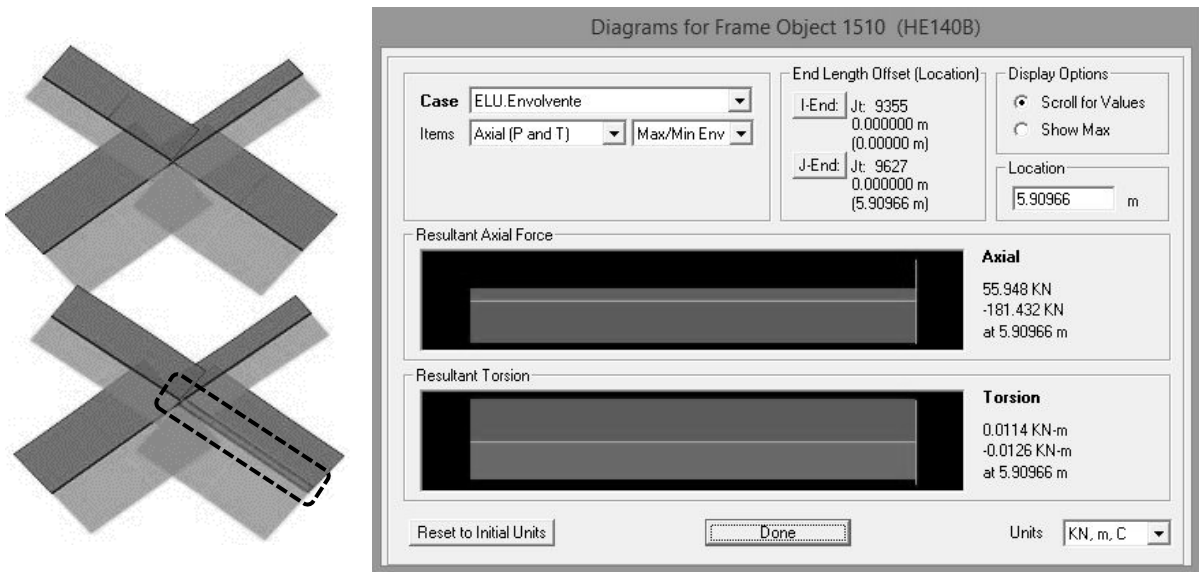 Diagrams for Frame Object 1510 (HE140B)
Case ELU.Envolvente
Items Axial (P and T) Max/Min Env
End Length Offset (Location)
I-End: Jt: 9355
0.000000 m
(0.00000 m)
J-End: Jt: 9627
0.000000 m
(5.90966 m)
Display Options
Scroll for Values
Show Max
Location
5.90966 m
Resultant Axial Force
Axial
55.948 KN
-181.432 KN
at 5.90966 m
Resultant Torsion
Torsion
0.0114 KN-m
-0.0126 KN-m
at 5.90966 m
Reset to Initial Units Done Units KN, m, C